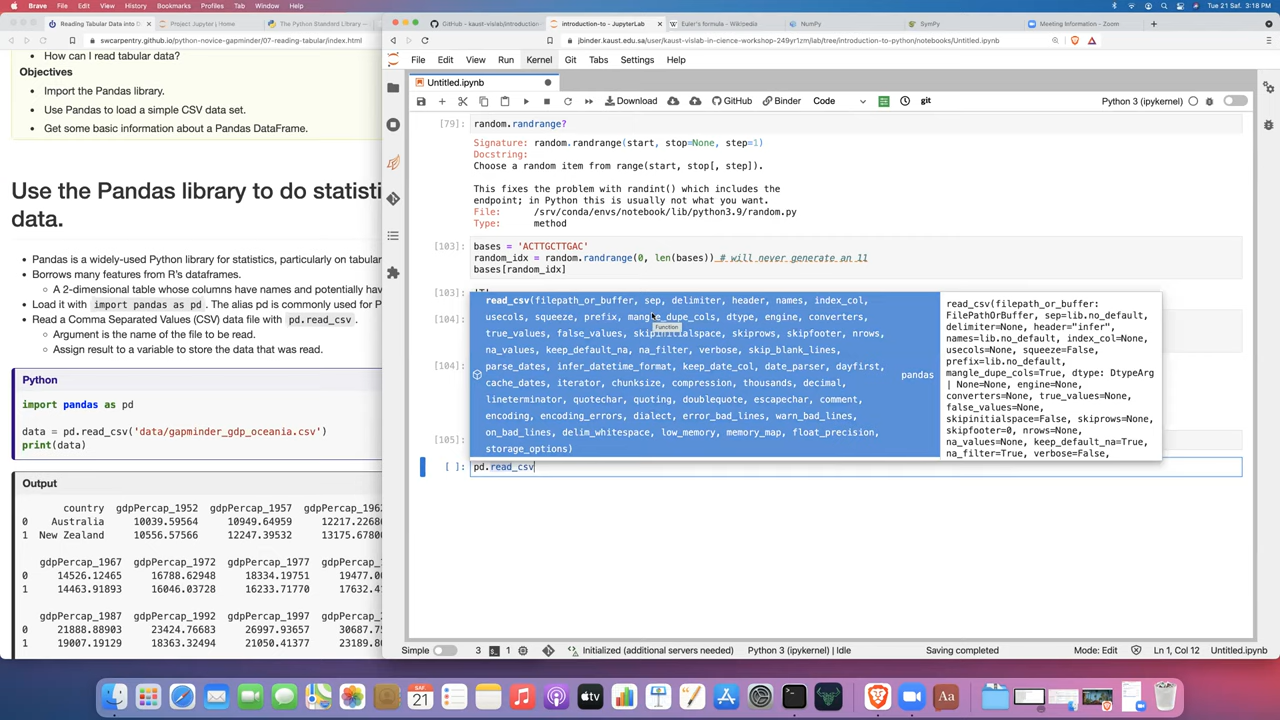 Brave File Edit View History Bookmarks Profiles Tab Window Help
Tue 21 Saf. 3:18 PM
Reading Tabular Data into D
Project Jupyter | Home
The Python Standard Library —
swcarpentry.github.io/python-novice-gapminder/07-reading-tabular/index.html
How can I read tabular data?
Objectives
Import the Pandas library.
Use Pandas to load a simple CSV data set.
Get some basic information about a Pandas DataFrame.
Use the Pandas library to do statisti
data.
Pandas is a widely-used Python library for statistics, particularly on tabular
Borrows many features from R's dataframes.
A 2-dimensional table whose columns have names and potentially hav
Load it with import pandas as pd. The alias pd is commonly used for P
Read a Comma Separated Values (CSV) data file with pd.read_csv.
Argument is the name of the file to be read.
Assign result to a variable to store the data that was read.
Python
import pandas as pd
data = pd.read_csv('data/gapminder_gdp_oceania.csv')
print(data)
Output
country gdpPercap_1952 gdpPercap_1957 gdpPercap_196
0 Australia 10039.59564 10949.64959 12217.2268
1 New Zealand 10556.57566 12247.39532 13175.6780
gdpPercap_1967 gdpPercap_1972 gdpPercap_1977 gdpPerca
0 14526.12465 16788.62948 18334.19751 19477.00
1 14463.91893 16046.03728 16233.71770 17632.4
gdpPercap_1987 gdpPercap_1992 gdpPercap_1997 gdpPerca
0 21888.88903 23424.76683 26997.93657 30687.75
1 19007.19129 18363.32494 21050.41377 23189.80
GitHub - kaust-vislab/introduction
introduction-to - JupyterLab
Euler's formula - Wikipedia
NumPy
SymPy
Meeting Information - Zoom
jbinder.kaust.edu.sa/user/kaust-vislab-in-cience-workshop-249yr1zm/lab/tree/introduction-to-python/notebooks/Untitled.ipynb
File Edit View Run Kernel Git Tabs Settings Help
Untitled.ipynb
Download GitHub Binder Code git
Python 3 (ipykernel)
[79]: random.randrange?
Signature: random.randrange(start, stop=None, step=1)
Docstring:
Choose a random item from range(start, stop[, step]).
This fixes the problem with randint() which includes the
endpoint; in Python this is usually not what you want.
File: /srv/conda/envs/notebook/lib/python3.9/random.py
Type: method
[103]: bases = 'ACTTGCTTGAC'
random_idx = random.randrange(0, len(bases)) # will never generate an 11
bases[random_idx]
[103]: 'T'
[104]:
[104]:
[105]:
read_csv(filepath_or_buffer, sep, delimiter, header, names, index_col,
usecols, squeeze, prefix, mangle_dupe_cols, dtype, engine, converters,
Function
true_values, false_values, skipinitialspace, skiprows, skipfooter, nrows,
na_values, keep_default_na, na_filter, verbose, skip_blank_lines,
parse_dates, infer_datetime_format, keep_date_col, date_parser, dayfirst,
cache_dates, iterator, chunksize, compression, thousands, decimal,
lineterminator, quotechar, quoting, doublequote, escapechar, comment,
encoding, encoding_errors, dialect, error_bad_lines, warn_bad_lines,
on_bad_lines, delim_whitespace, low_memory, memory_map, float_precision,
storage_options)
pandas
read_csv(filepath_or_buffer:
FilePathOrBuffer, sep=lib.no_default,
delimiter=None, header="infer",
names=lib.no_default, index_col=None,
usecols=None, squeeze=False,
prefix=lib.no_default,
mangle_dupe_cols=True, dtype: DtypeArg
| None=None, engine=None,
converters=None, true_values=None,
false_values=None,
skipinitialspace=False, skiprows=None,
skipfooter=0, nrows=None,
na_values=None, keep_default_na=True,
na_filter=True, verbose=False,
[ ]: pd.read_csv
Simple 3 1 Initialized (additional servers needed) Python 3 (ipykernel) | Idle
Saving completed Mode: Edit Ln 1, Col 12 Untitled.ipynb